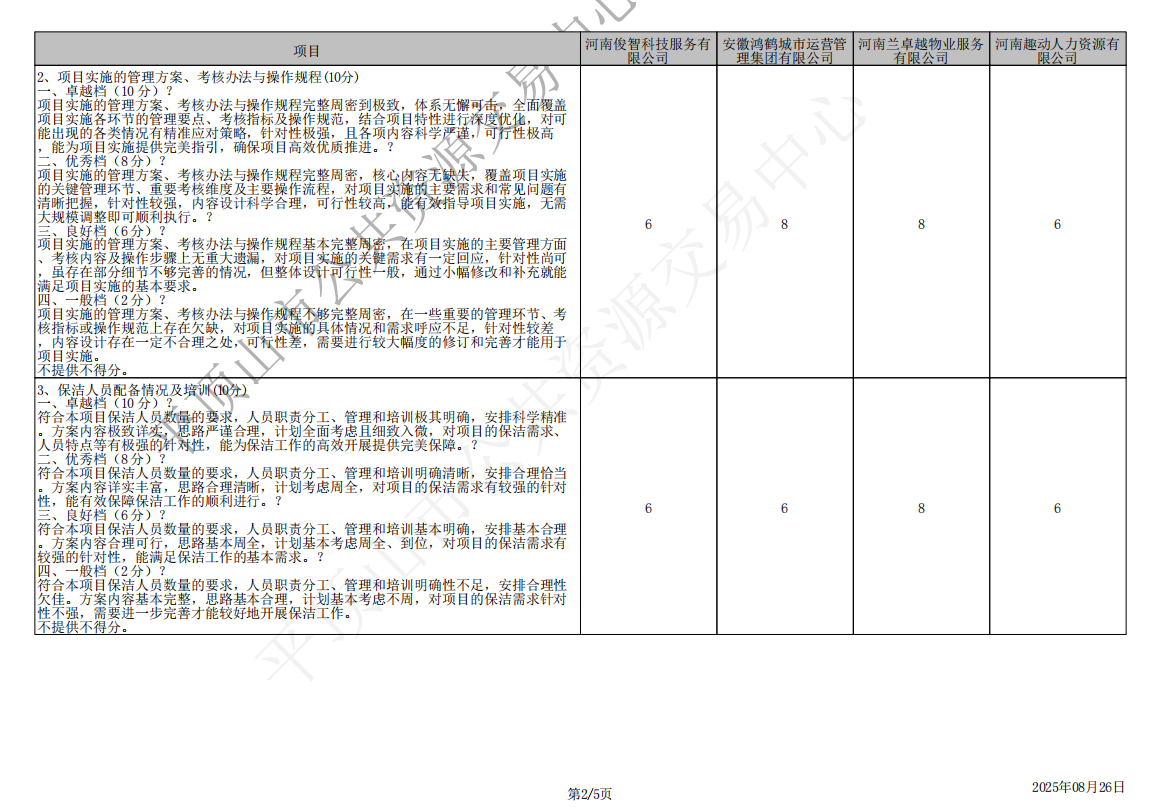 项目
河南俊智科技服务有
限公司
安徽鸿鹤城市运营管
理集团有限公司
河南兰卓越物业服务
有限公司
河南趣动人力资源有
限公司
2、项目实施的管理方案、考核办法与操作规程(10分)
一、卓越档（10 分）？
项目实施的管理方案、考核办法与操作规程完整周密到极致，体系无懈可击，全面覆盖
项目实施各环节的管理要点、考核指标及操作规范，结合项目特性进行深度优化，对可
能出现的各类情况有精准应对策略，针对性极强，且各项内容科学严谨，可行性极高
，能为项目实施提供完美指引，确保项目高效优质推进。？
二、优秀档（8 分）？
项目实施的管理方案、考核办法与操作规程完整周密，核心内容无缺失，覆盖项目实施
的关键管理环节、重要考核维度及主要操作流程，对项目实施的主要需求和常见问题有
清晰把握，针对性较强，内容设计科学合理，可行性较高，能有效指导项目实施，无需
大规模调整即可顺利执行。？
三、良好档（6 分）？
项目实施的管理方案、考核办法与操作规程基本完整周密，在项目实施的主要管理方面
、考核内容及操作步骤上无重大遗漏，对项目实施的关键需求有一定回应，针对性尚可
，虽存在部分细节不够完善的情况，但整体设计可行性一般，通过小幅修改和补充就能
满足项目实施的基本要求。
四、一般档（2 分）？
项目实施的管理方案、考核办法与操作规程不够完整周密，在一些重要的管理环节、考
核指标或操作规范上存在欠缺，对项目实施的具体情况和需求呼应不足，针对性较差
，内容设计存在一定不合理之处，可行性差，需要进行较大幅度的修订和完善才能用于
项目实施。
不提供不得分。
6
8
8
6
3、保洁人员配备情况及培训(10分)
一、卓越档（10 分）？
符合本项目保洁人员数量的要求，人员职责分工、管理和培训极其明确，安排科学精准
。方案内容极致详实，思路严谨合理，计划全面考虑且细致入微，对项目的保洁需求、
人员特点等有极强的针对性，能为保洁工作的高效开展提供完美保障。？
二、优秀档（8 分）？
符合本项目保洁人员数量的要求，人员职责分工、管理和培训明确清晰，安排合理恰当
。方案内容详实丰富，思路合理清晰，计划考虑周全，对项目的保洁需求有较强的针对
性，能有效保障保洁工作的顺利进行。？
三、良好档（6 分）？
符合本项目保洁人员数量的要求，人员职责分工、管理和培训基本明确，安排基本合理
。方案内容合理可行，思路基本周全，计划基本考虑周全、到位，对项目的保洁需求有
较强的针对性，能满足保洁工作的基本需求。？
四、一般档（2 分）？
符合本项目保洁人员数量的要求，人员职责分工、管理和培训明确性不足，安排合理性
欠佳。方案内容基本完整，思路基本合理，计划基本考虑不周，对项目的保洁需求针对
性不强，需要进一步完善才能较好地开展保洁工作。
不提供不得分。
6
6
8
6
平顶山市公共资源交易中心
平顶山市公共资源交易中心
第2/5页
2025年08月26日